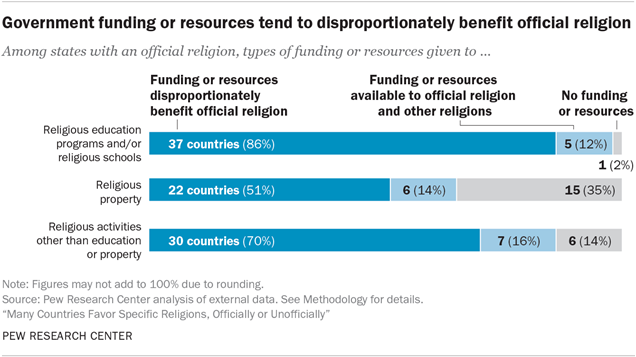 Government funding or resources tend to disproportionately benefit official religion
Among states with an official religion, types of funding or resources given to ...
Funding or resources
disproportionately
benefit official religion
Funding or resources
available to official religion
and other religions
No funding
or resources
Religious education
programs and/or
religious schools
37 countries (86%)
5 (12%)
1 (2%)
Religious
property
22 countries (51%)
6 (14%)
15 (35%)
Religious activities
other than education
or property
30 countries (70%)
7 (16%)
6 (14%)
Note: Figures may not add to 100% due to rounding.
Source: Pew Research Center analysis of external data. See Methodology for details.
“Many Countries Favor Specific Religions, Officially or Unofficially”
PEW RESEARCH CENTER